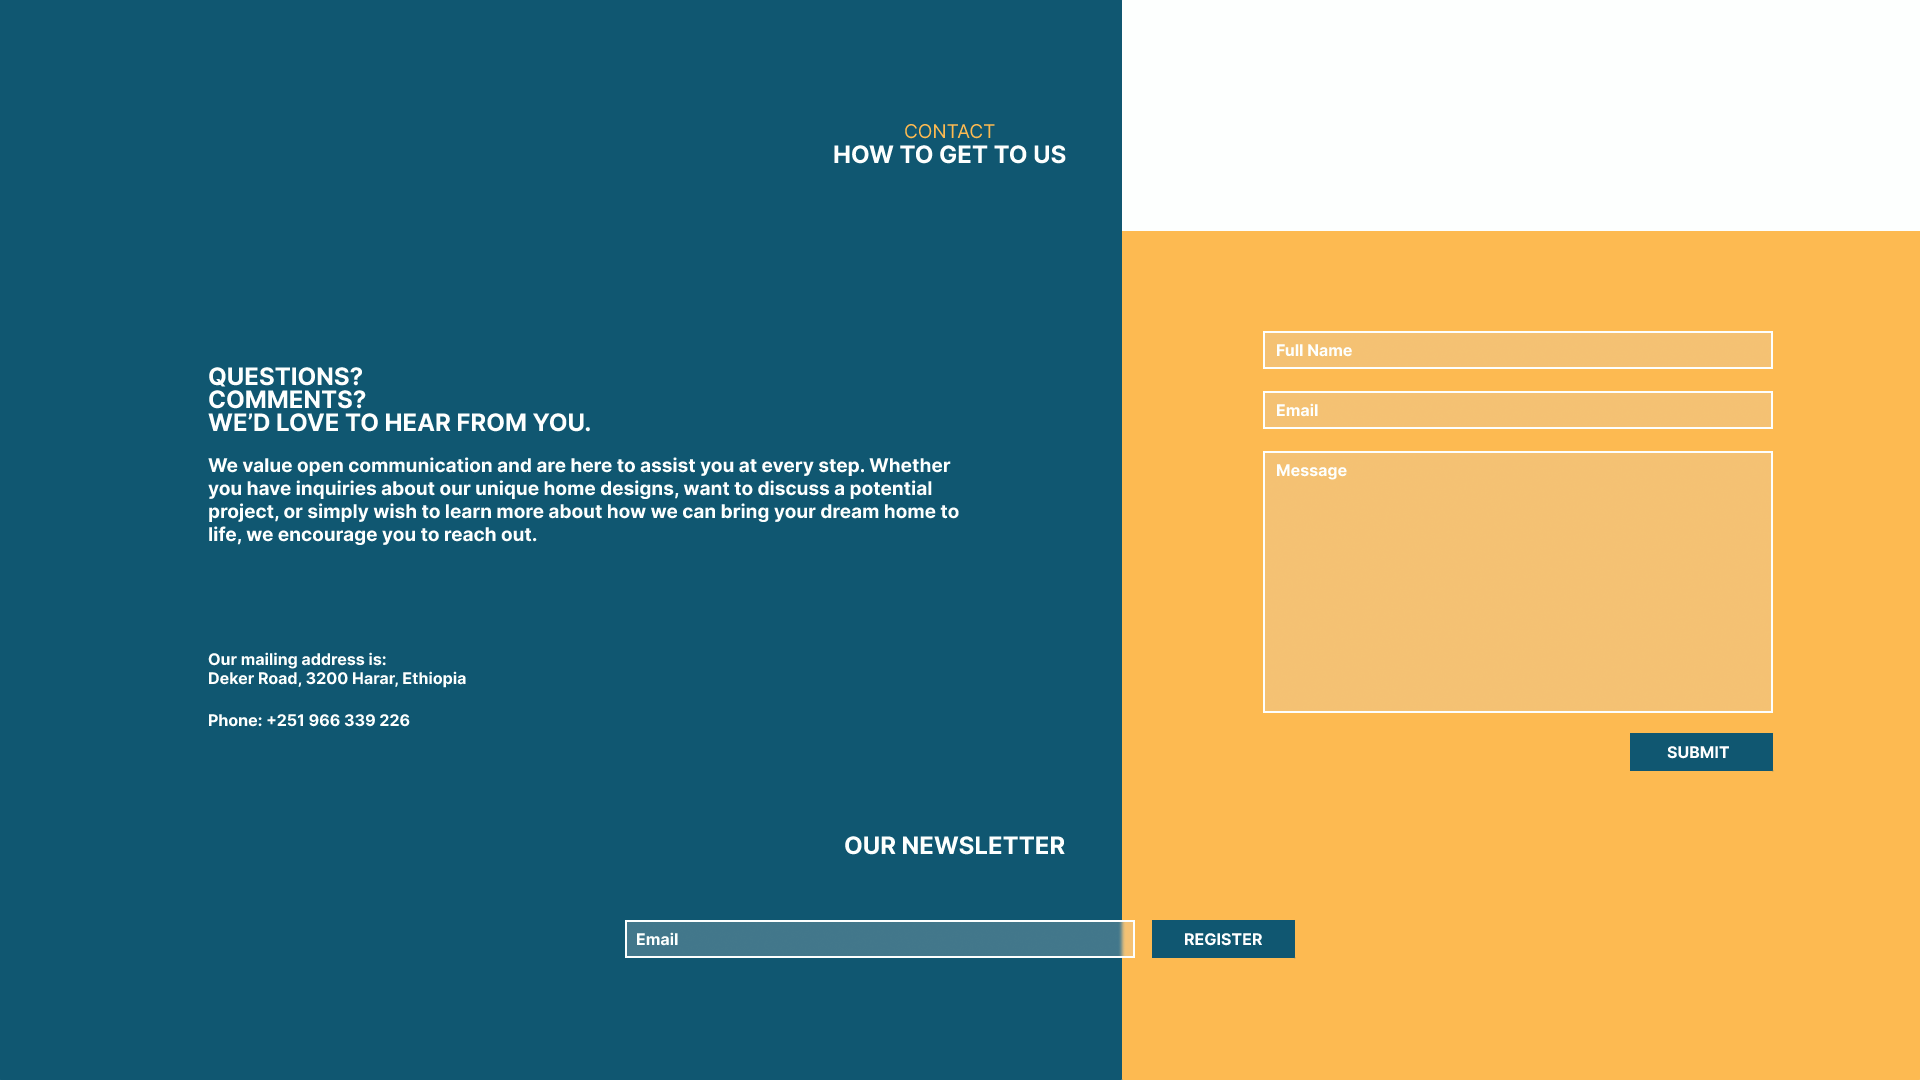 CONTACT
HOW TO GET TO US
QUESTIONS?
COMMENTS?
WE’D LOVE TO HEAR FROM YOU.
We value open communication and are here to assist you at every step. Whether
you have inquiries about our unique home designs, want to discuss a potential
project, or simply wish to learn more about how we can bring your dream home to
life, we encourage you to reach out.
Our mailing address is:
Deker Road, 3200 Harar, Ethiopia
Phone: +251 966 339 226
Full Name
Email
Message
SUBMIT
OUR NEWSLETTER
Email
REGISTER